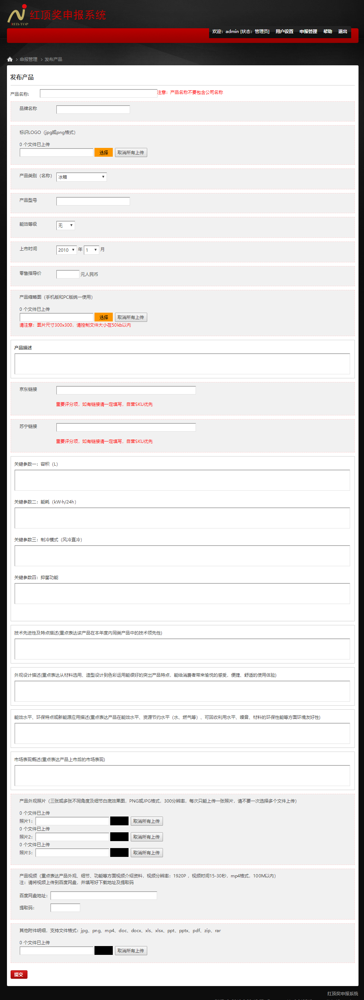 RED-TOP
红顶奖申报系统
欢迎：admin [状态：管理员] 用户设置 申报管理 帮助 退出
申报管理 发布产品
发布产品
产品名称: 注意：产品名称不要包含公司名称
品牌名称
标识LOGO（jpg或png格式）
0 个文件已上传
选择 取消所有上传
产品类别（名称） 冰箱
产品型号
能效等级 无
上市时间 2010 年 1 月
零售指导价 元人民币
产品缩略图（手机版和PC版统一使用）
0 个文件已上传
选择 取消所有上传
请注意：图片尺寸300x300，请控制文件大小在50kb以内
产品描述
京东链接
重要评分项，如有链接请一定填写，自营SKU优先
苏宁链接
重要评分项，如有链接请一定填写，自营SKU优先
关键参数一：容积（L）
关键参数二：能耗（kW·h/24h）
关键参数三：制冷模式（风冷直冷）
关键参数四：抑菌功能
技术先进性及特点描述(重点表达该产品在本年度内同类产品中的技术领先性)
外观设计描述(重点表达从材料选用、造型设计到色彩运用能很好的突出产品特点，能给消费者带来愉悦的感受，便捷、舒适的使用体验)
能效水平、环保特点或新能源应用描述(重点表达产品在能效水平、资源节约水平（水、燃气等）、可回收利用水平、噪音、材料的环保性能等方面环境友好性)
市场表现概述(重点表达产品上市后的市场表现)
产品外观照片（三张或多张不同角度及细节白底效果图，PNG或JPG格式，300分辨率，每次只能上传一张照片，请不要一次选择多个文件上传）
0 个文件已上传
照片1: 取消所有上传
0 个文件已上传
照片2: 取消所有上传
0 个文件已上传
照片3: 取消所有上传
产品视频（重点表达产品外观、细节、功能等方面视频介绍资料，视频分辨率：1920P ，视频时间15-30秒，mp4格式，100M以内）
注：请将视频上传到百度网盘，并填写好下载地址及提取码
百度网盘地址:
提取码:
其他附件明细，支持文件格式：jpg、png、mp4、doc、docx、xls、xlsx、ppt、pptx、pdf、zip、rar
0 个文件已上传
取消所有上传
提交
红顶奖申报系统